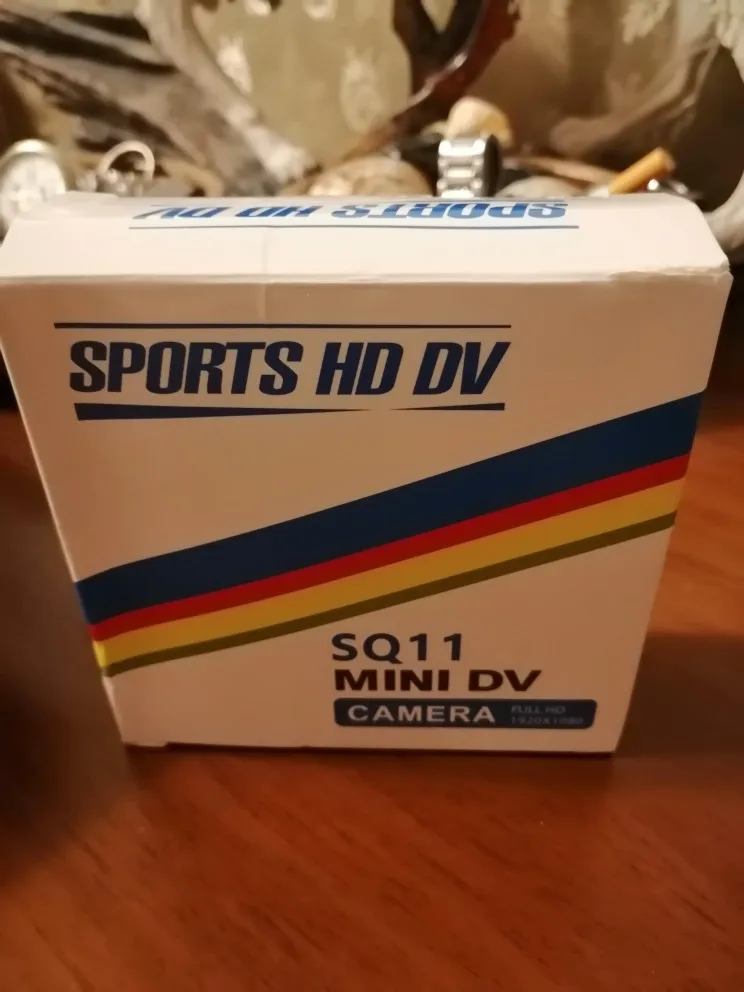 SPORTS HD DV
SPORTS HD DV
SQ11
MINI DV
CAMERA FULL HD
1920X1080